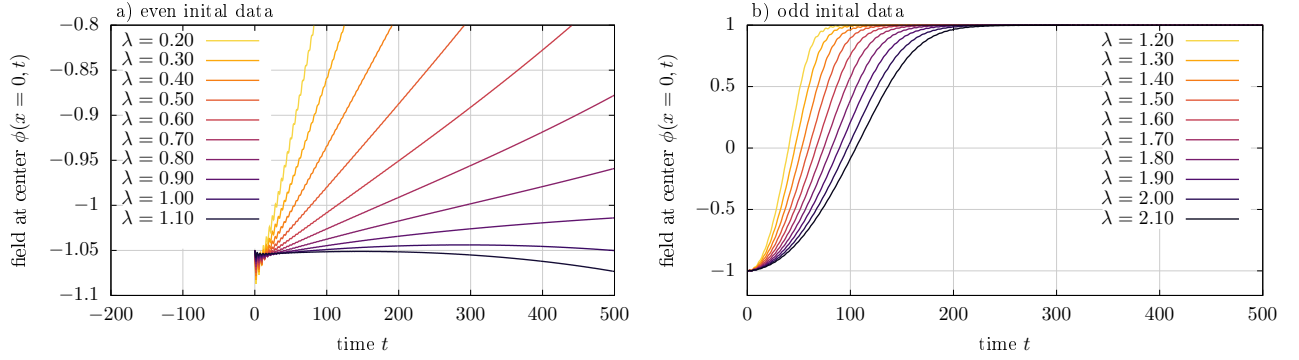 a) even inital data
field at center ϕ(x = 0, t)
−0.8
−0.85
−0.9
−0.95
−1
−1.05
−1.1
λ = 0.20
λ = 0.30
λ = 0.40
λ = 0.50
λ = 0.60
λ = 0.70
λ = 0.80
λ = 0.90
λ = 1.00
λ = 1.10
−200 −100 0 100 200 300 400 500
time t
b) odd inital data
field at center ϕ(x = 0, t)
1
0.5
0
−0.5
−1
λ = 1.20
λ = 1.30
λ = 1.40
λ = 1.50
λ = 1.60
λ = 1.70
λ = 1.80
λ = 1.90
λ = 2.00
λ = 2.10
0 100 200 300 400 500
time t